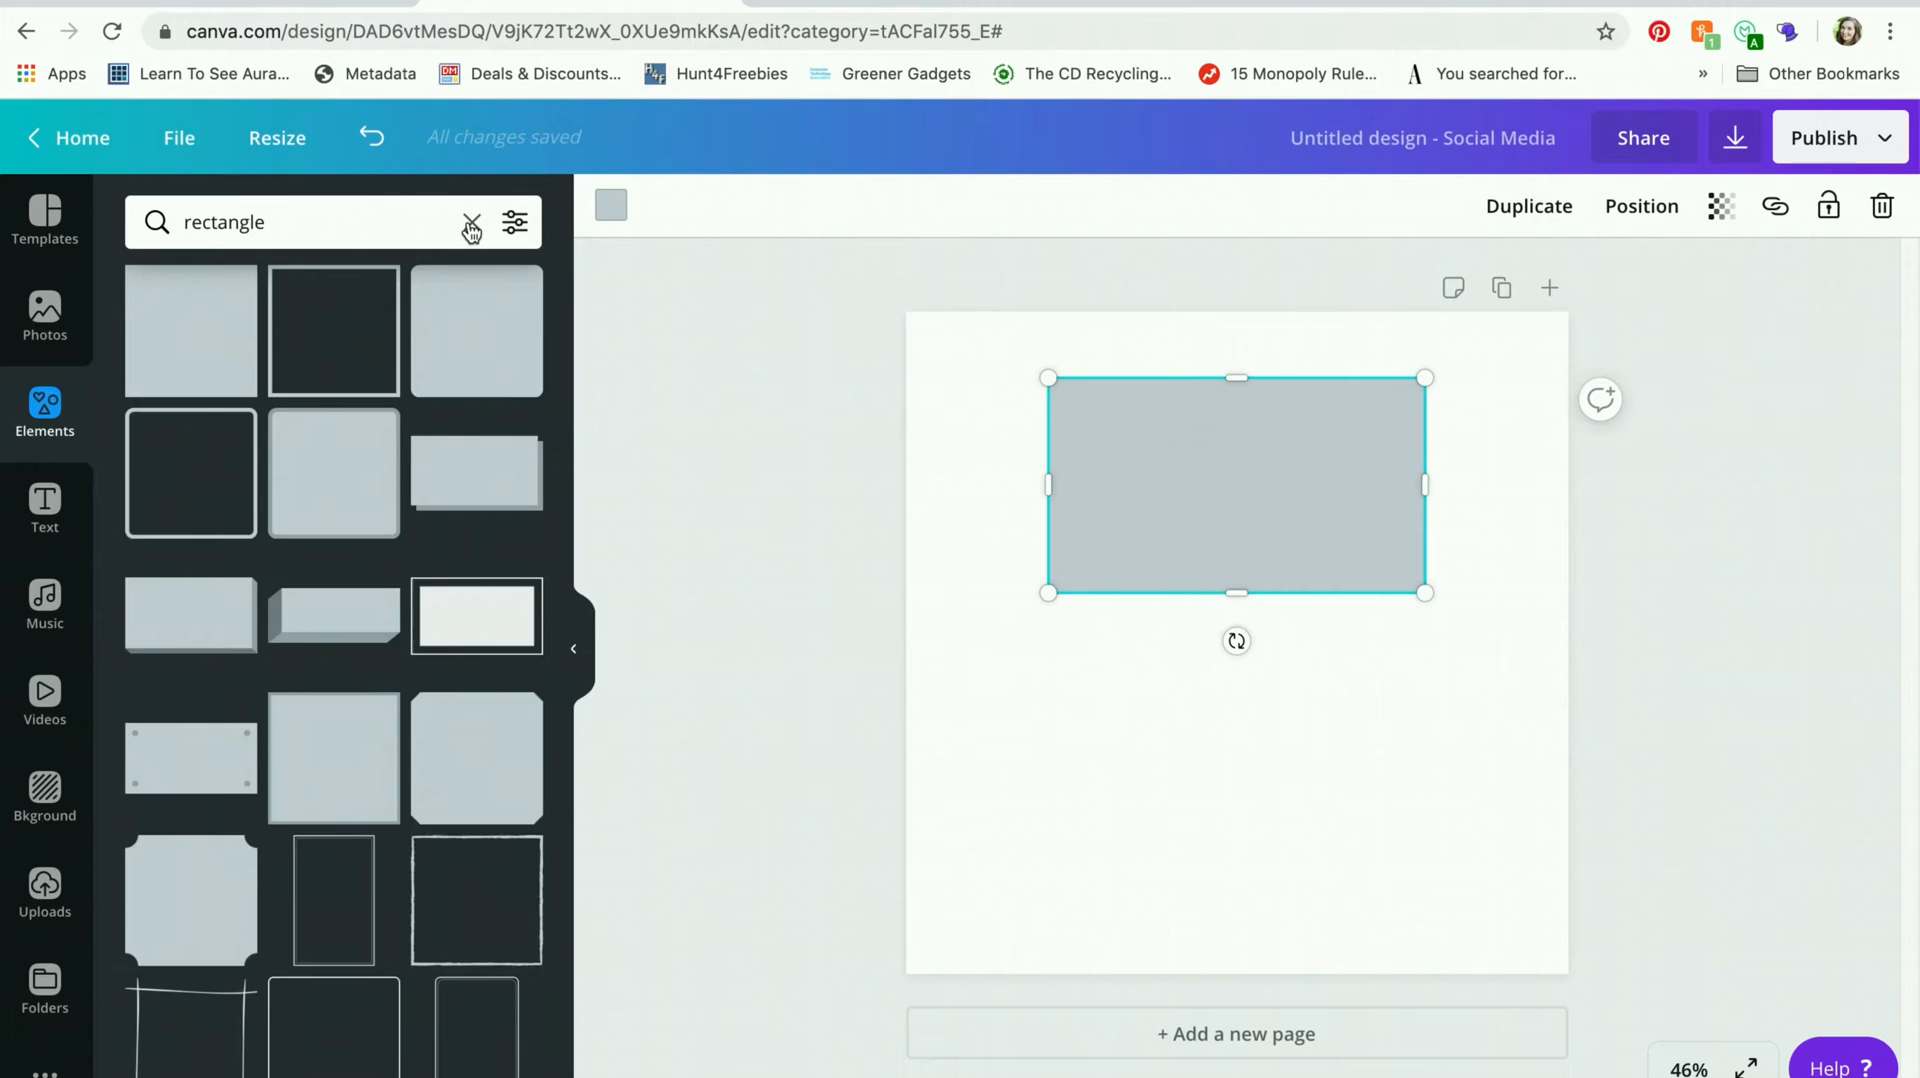 canva.com/design/DAD6vtMesDQ/V9jK72Tt2wX_0XUe9mkKsA/edit?category=tACFal755_E#
1
A
Apps
Learn To See Aura...
Metadata
DM
Deals & Discounts...
H4F
Hunt4Freebies
Greener Gadgets
The CD Recycling...
15 Monopoly Rule...
A
You searched for...
»
Other Bookmarks
Home
File
Resize
All changes saved
Untitled design - Social Media
Share
Publish
Templates
rectangle
Duplicate
Position
Photos
Elements
T
Text
Music
Videos
Bkground
Uploads
Folders
+ Add a new page
46%
Help ?